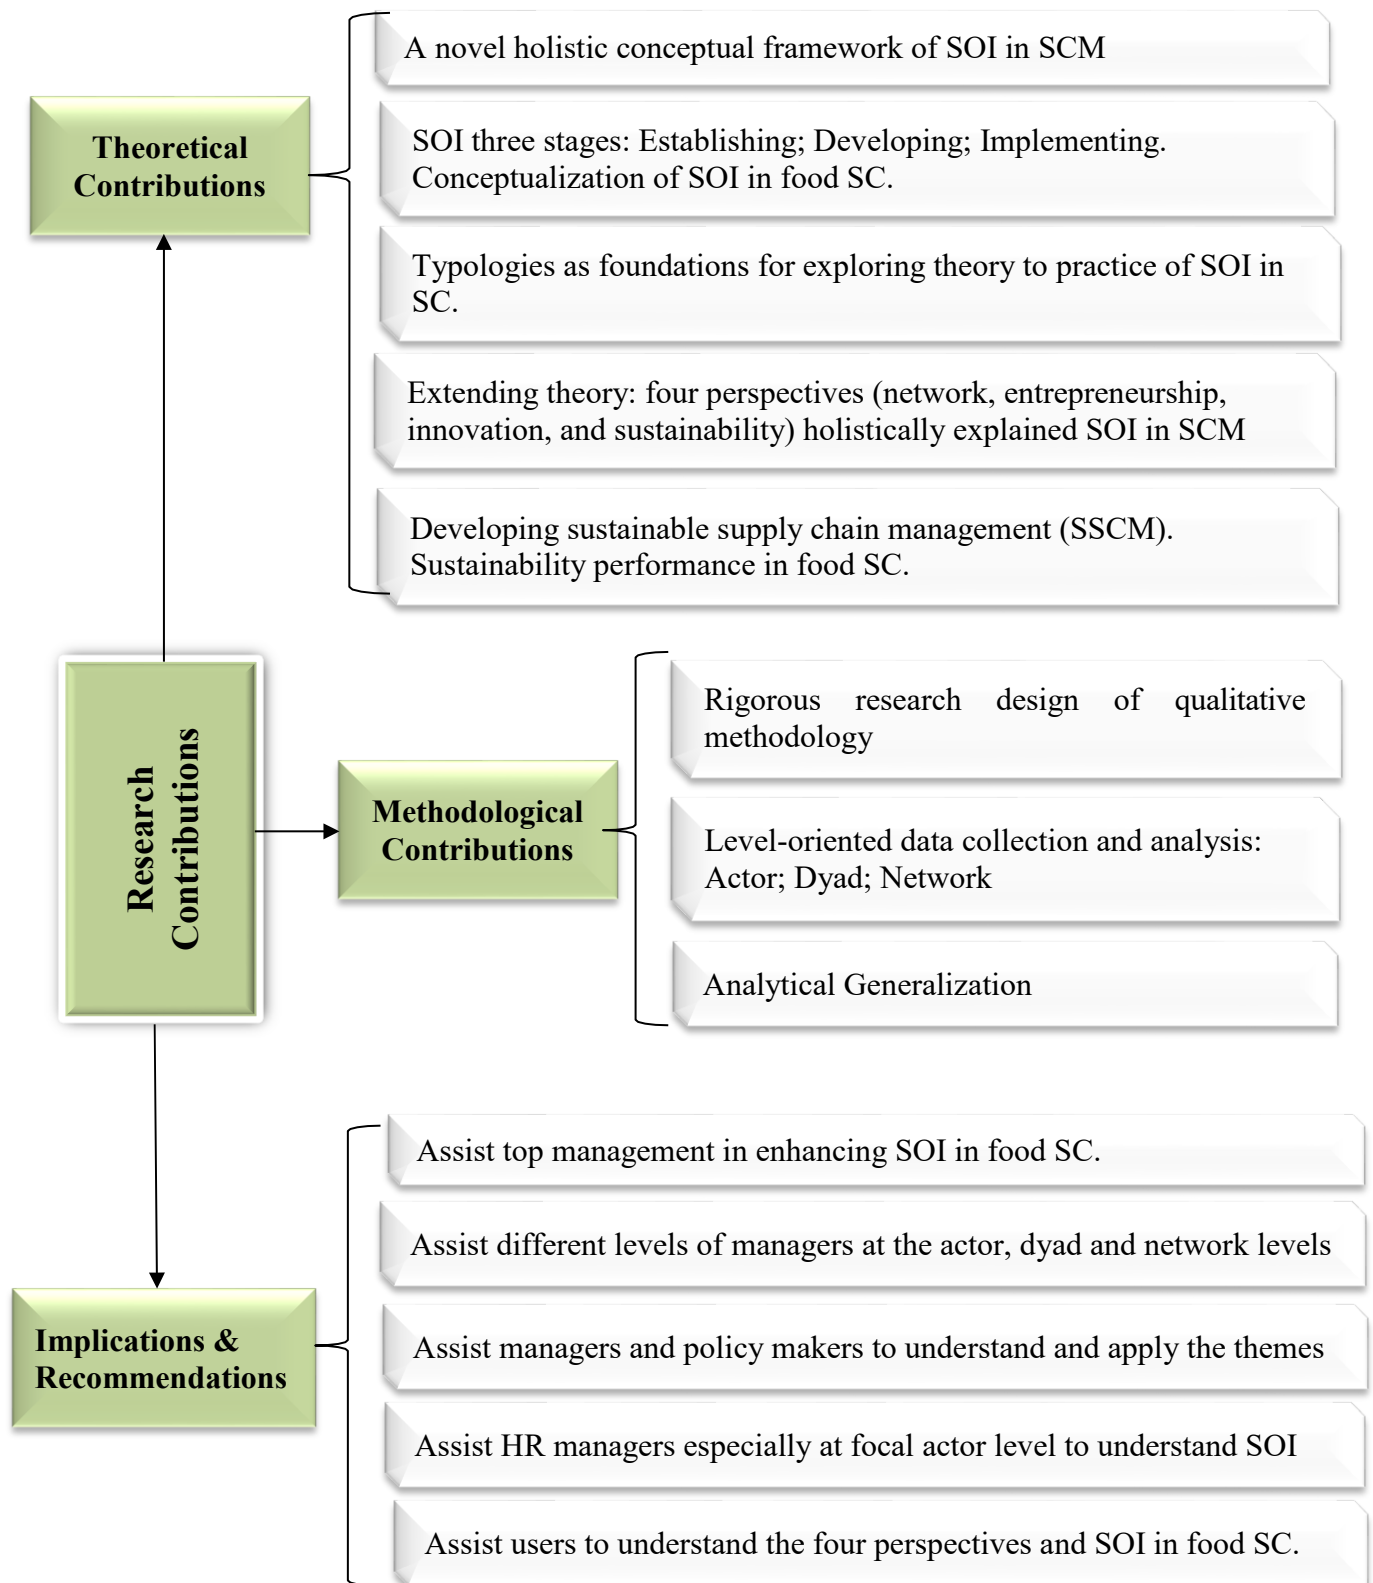 Theoretical
Contributions
A novel holistic conceptual framework of SOI in SCM
SOI three stages: Establishing; Developing; Implementing.
Conceptualization of SOI in food SC.
Typologies as foundations for exploring theory to practice of SOI in
SC.
Extending theory: four perspectives (network, entrepreneurship,
innovation, and sustainability) holistically explained SOI in SCM
Developing sustainable supply chain management (SSCM).
Sustainability performance in food SC.
Research
Contributions
Methodological
Contributions
Rigorous research design of qualitative
methodology
Level-oriented data collection and analysis:
Actor; Dyad; Network
Analytical Generalization
Implications &
Recommendations
Assist top management in enhancing SOI in food SC.
Assist different levels of managers at the actor, dyad and network levels
Assist managers and policy makers to understand and apply the themes
Assist HR managers especially at focal actor level to understand SOI
Assist users to understand the four perspectives and SOI in food SC.